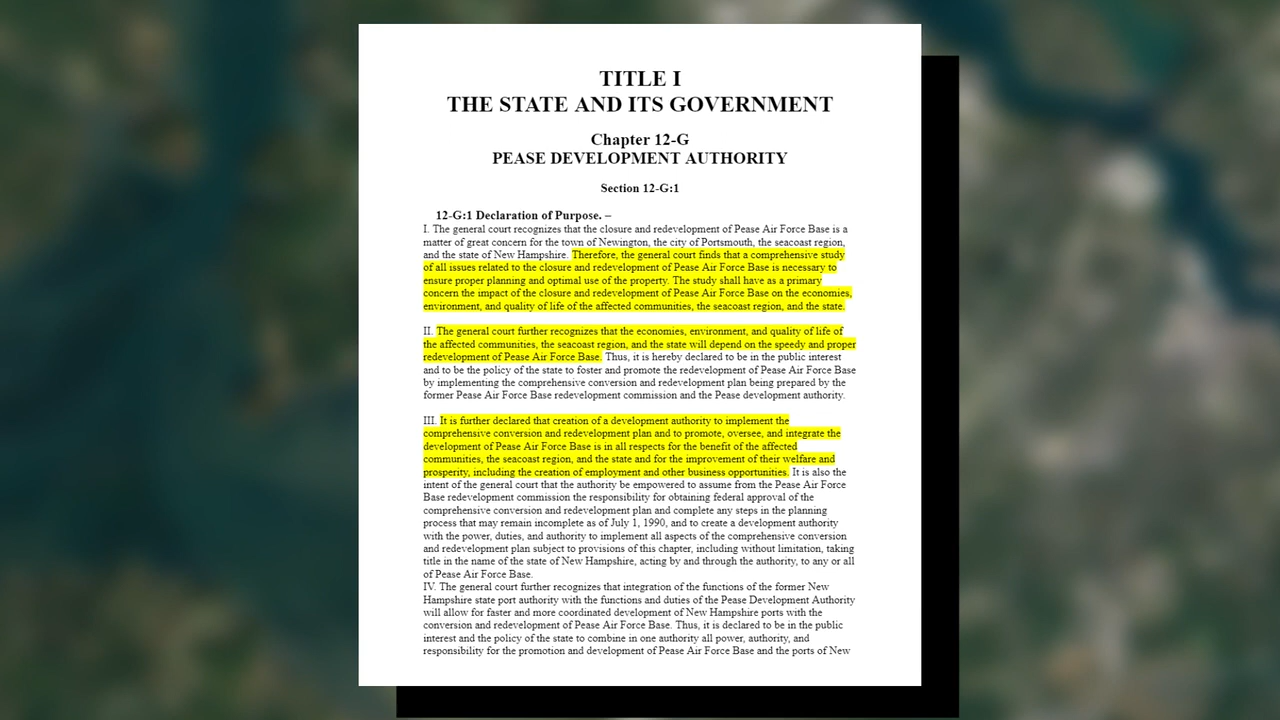 TITLE I
THE STATE AND ITS GOVERNMENT
Chapter 12-G
PEASE DEVELOPMENT AUTHORITY
Section 12-G:1
12-G:1 Declaration of Purpose. –
I. The general court recognizes that the closure and redevelopment of Pease Air Force Base is a
matter of great concern for the town of Newington, the city of Portsmouth, the seacoast region,
and the state of New Hampshire. Therefore, the general court finds that a comprehensive study
of all issues related to the closure and redevelopment of Pease Air Force Base is necessary to
ensure proper planning and optimal use of the property. The study shall have as a primary
concern the impact of the closure and redevelopment of Pease Air Force Base on the economies,
environment, and quality of life of the affected communities, the seacoast region, and the state.
II. The general court further recognizes that the economies, environment, and quality of life of
the affected communities, the seacoast region, and the state will depend on the speedy and proper
redevelopment of Pease Air Force Base. Thus, it is hereby declared to be in the public interest
and to be the policy of the state to foster and promote the redevelopment of Pease Air Force Base
by implementing the comprehensive conversion and redevelopment plan being prepared by the
former Pease Air Force Base redevelopment commission and the Pease development authority.
III. It is further declared that creation of a development authority to implement the
comprehensive conversion and redevelopment plan and to promote, oversee, and integrate the
development of Pease Air Force Base is in all respects for the benefit of the affected
communities, the seacoast region, and the state and for the improvement of their welfare and
prosperity, including the creation of employment and other business opportunities. It is also the
intent of the general court that the authority be empowered to assume from the Pease Air Force
Base redevelopment commission the responsibility for obtaining federal approval of the
comprehensive conversion and redevelopment plan and complete any steps in the planning
process that may remain incomplete as of July 1, 1990, and to create a development authority
with the power, duties, and authority to implement all aspects of the comprehensive conversion
and redevelopment plan subject to provisions of this chapter, including without limitation, taking
title in the name of the state of New Hampshire, acting by and through the authority, to any or all
of Pease Air Force Base.
IV. The general court further recognizes that integration of the functions of the former New
Hampshire state port authority with the functions and duties of the Pease Development Authority
will allow for faster and more coordinated development of New Hampshire ports with the
conversion and redevelopment of Pease Air Force Base. Thus, it is declared to be in the public
interest and the policy of the state to combine in one authority all power, authority, and
responsibility for the promotion and development of Pease Air Force Base and the ports of New